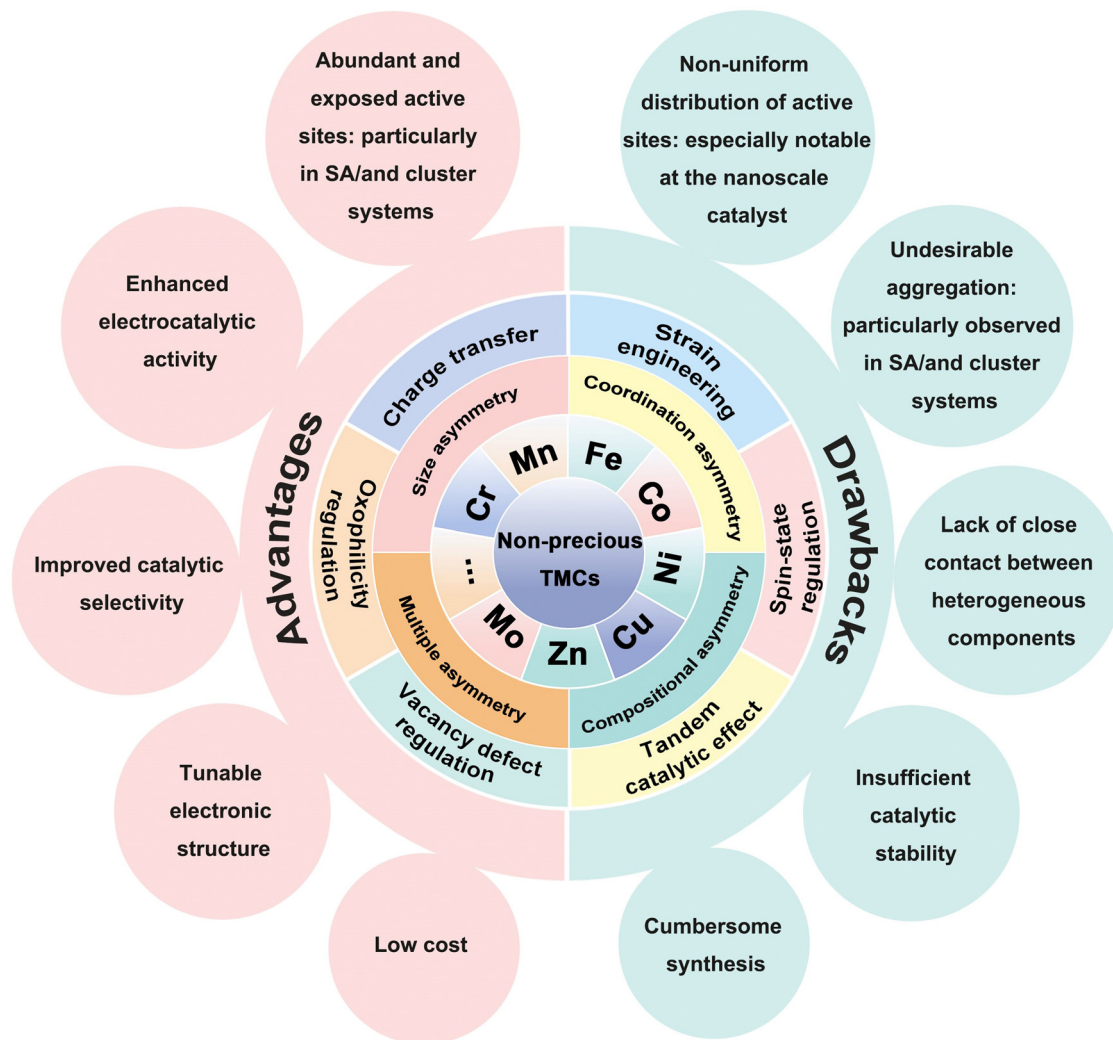 Abundant and
exposed active
sites: particularly
in SA/and cluster
systems
Non-uniform
distribution of active
sites: especially notable
at the nanoscale
catalyst
Enhanced
electrocatalytic
activity
Undesirable
aggregation:
particularly observed
in SA/and cluster
systems
Improved catalytic
selectivity
Lack of close
contact between
heterogeneous
components
Tunable
electronic
structure
Insufficient
catalytic
stability
Low cost
Cumbersome
synthesis
Advantages
Drawbacks
Charge transfer
Strain
engineering
Spin-state
regulation
Tandem
catalytic effect
Vacancy defect
regulation
Oxophilicity
regulation
Size asymmetry
Coordination asymmetry
Compositional asymmetry
Multiple asymmetry
Mn
Fe
Co
Ni
Cu
Zn
Mo
...
Cr
Non-precious
TMCs